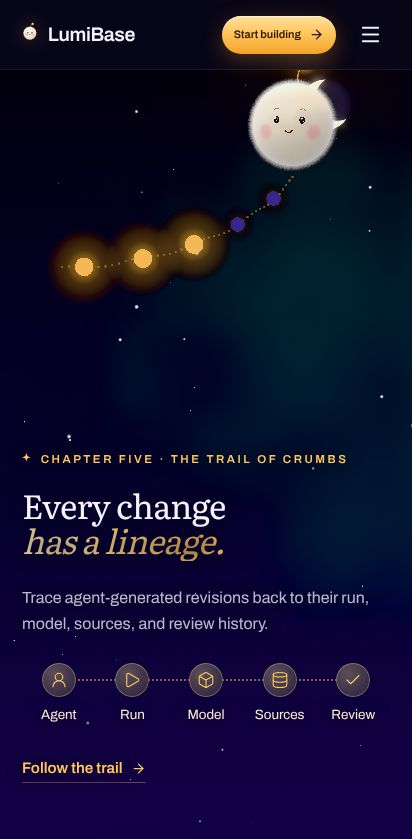 LumiBase
Start building
CHAPTER FIVE · THE TRAIL OF CRUMBS
Every change
has a lineage.
Trace agent-generated revisions back to their run,
model, sources, and review history.
Agent Run Model Sources Review
Follow the trail